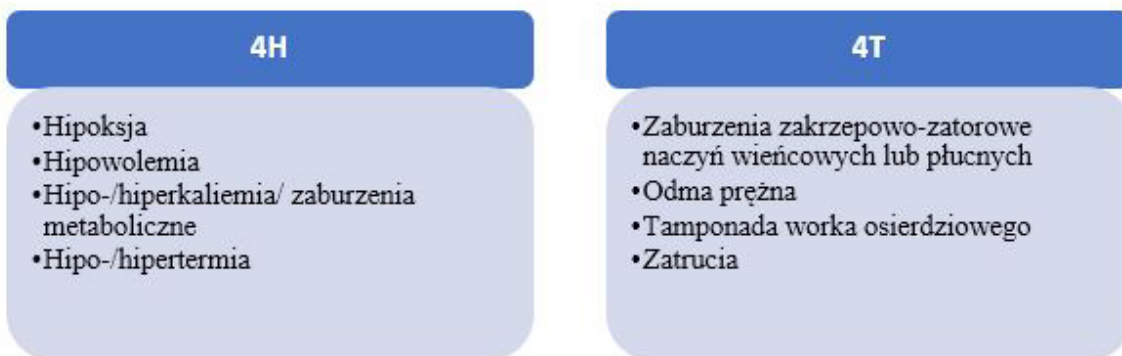 4H
•Hipoksja
•Hipowolemia
•Hipo-/hiperkaliemia/ zaburzenia
metaboliczne
•Hipo-/hipertermia
4T
•Zaburzenia zakrzepowo-zatorowe
naczyń wieńcowych lub płucnych
•Odma prężna
•Tamponada worka osierdziowego
•Zatrucia